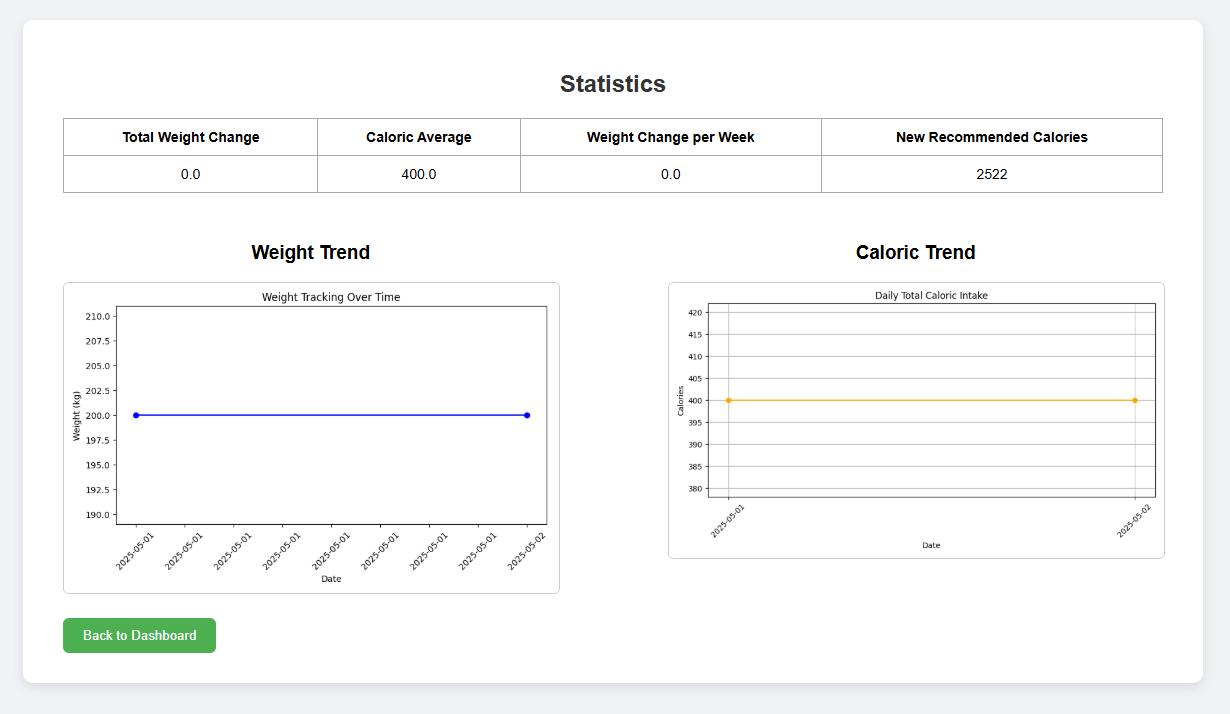 Statistics
Total Weight Change Caloric Average Weight Change per Week New Recommended Calories
0.0 400.0 0.0 2522
Weight Trend
Weight Tracking Over Time
210.0
207.5
205.0
202.5
200.0
197.5
195.0
192.5
190.0
Weight (kg)
2025-05-01 2025-05-01 2025-05-01 2025-05-01 2025-05-01 2025-05-01 2025-05-01 2025-05-01 2025-05-02
Date
Caloric Trend
Daily Total Caloric Intake
420
415
410
405
400
395
390
385
380
Calories
2025-05-01 2025-05-02
Date
Back to Dashboard